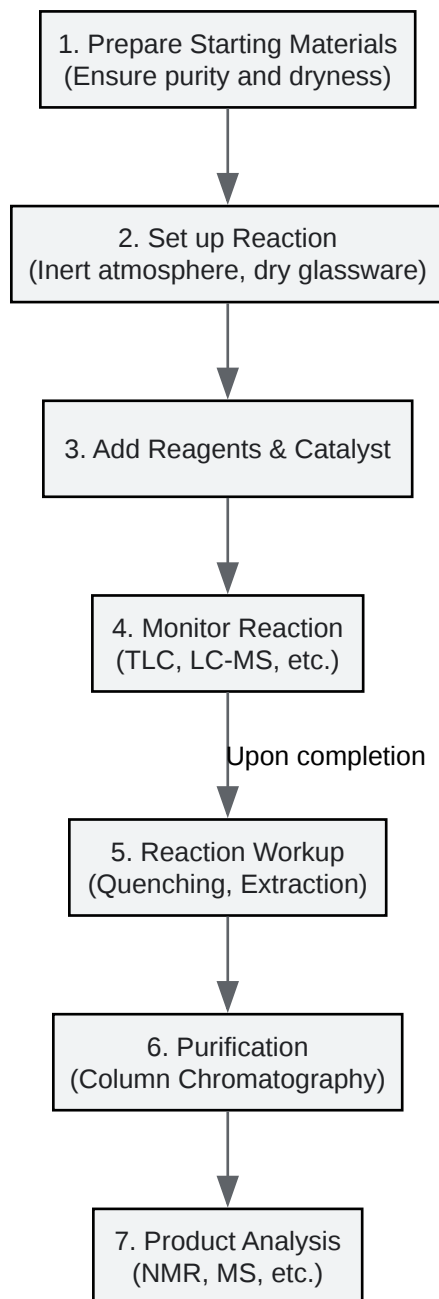 1. Prepare Starting Materials
(Ensure purity and dryness)
2. Set up Reaction
(Inert atmosphere, dry glassware)
3. Add Reagents & Catalyst
4. Monitor Reaction
(TLC, LC-MS, etc.)
Upon completion
5. Reaction Workup
(Quenching, Extraction)
6. Purification
(Column Chromatography)
7. Product Analysis
(NMR, MS, etc.)